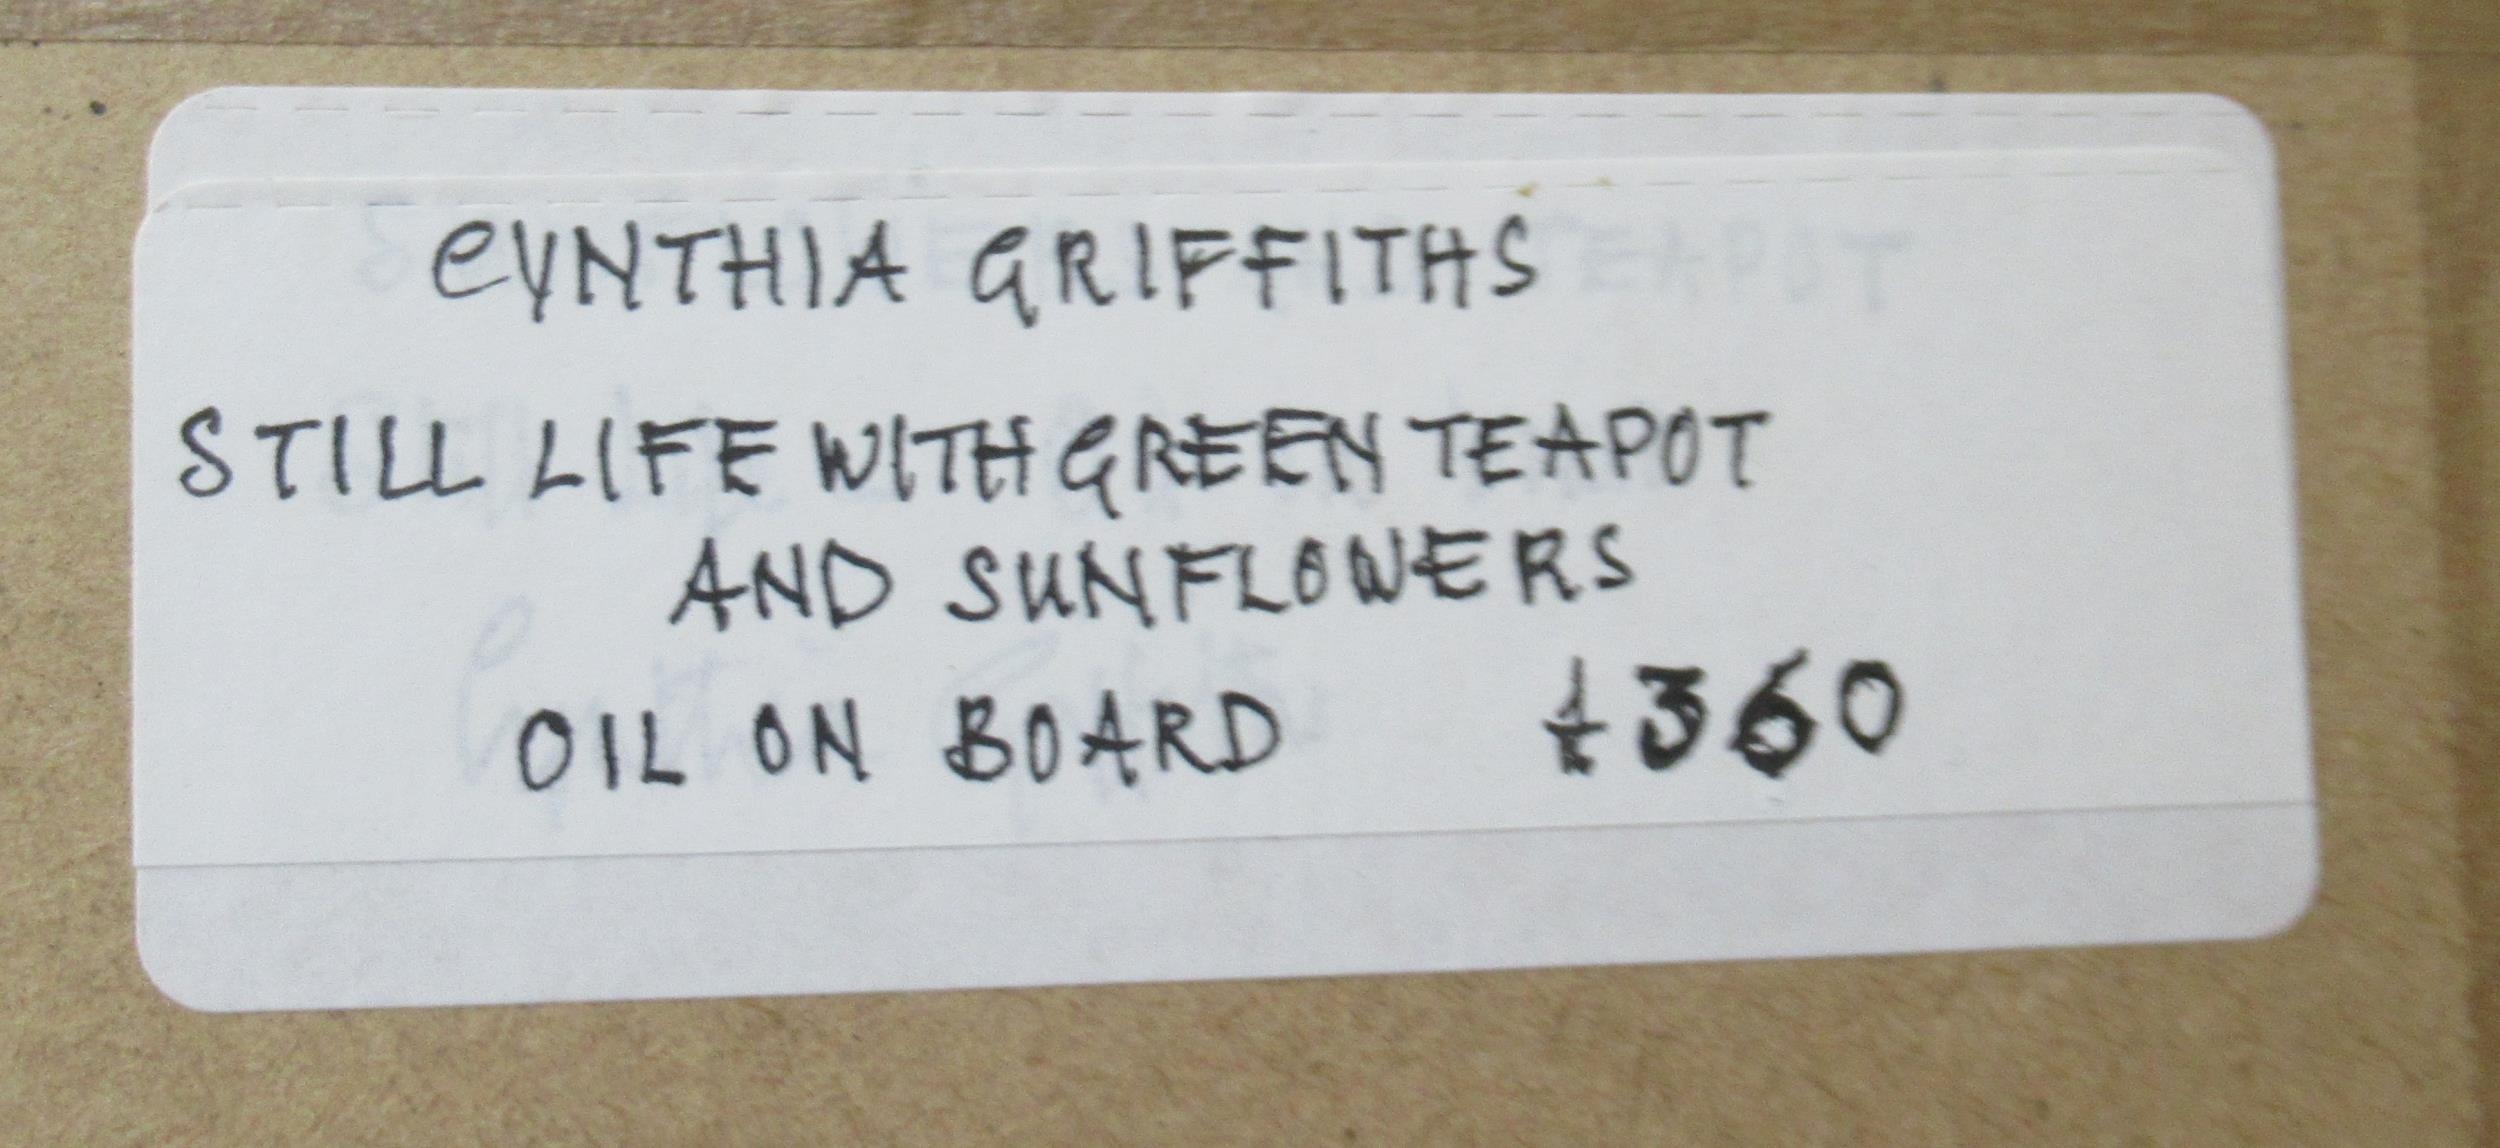 CYNTHIA GRIFFITHS
STILL LIFE WITH GREEN TEAPOT
AND SUNFLOWERS
OIL ON BOARD £360